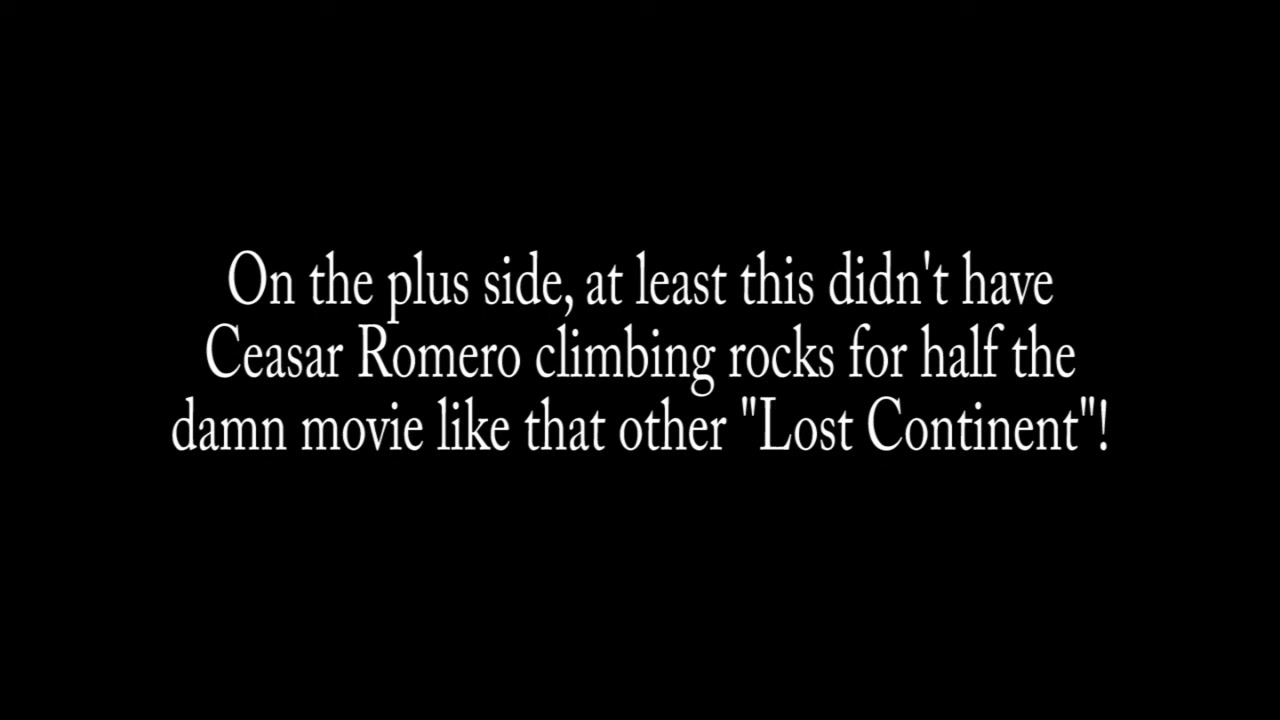 On the plus side, at least this didn't have
Ceasar Romero climbing rocks for half the
damn movie like that other "Lost Continent"!